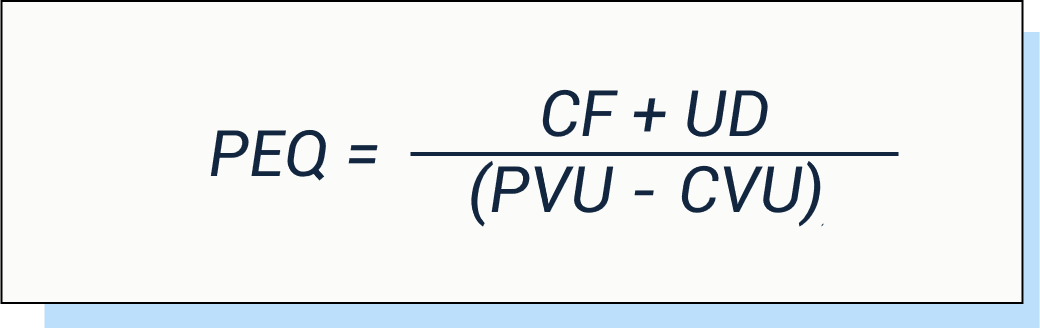 CF + UD
PEQ =
(PVU - CVU)